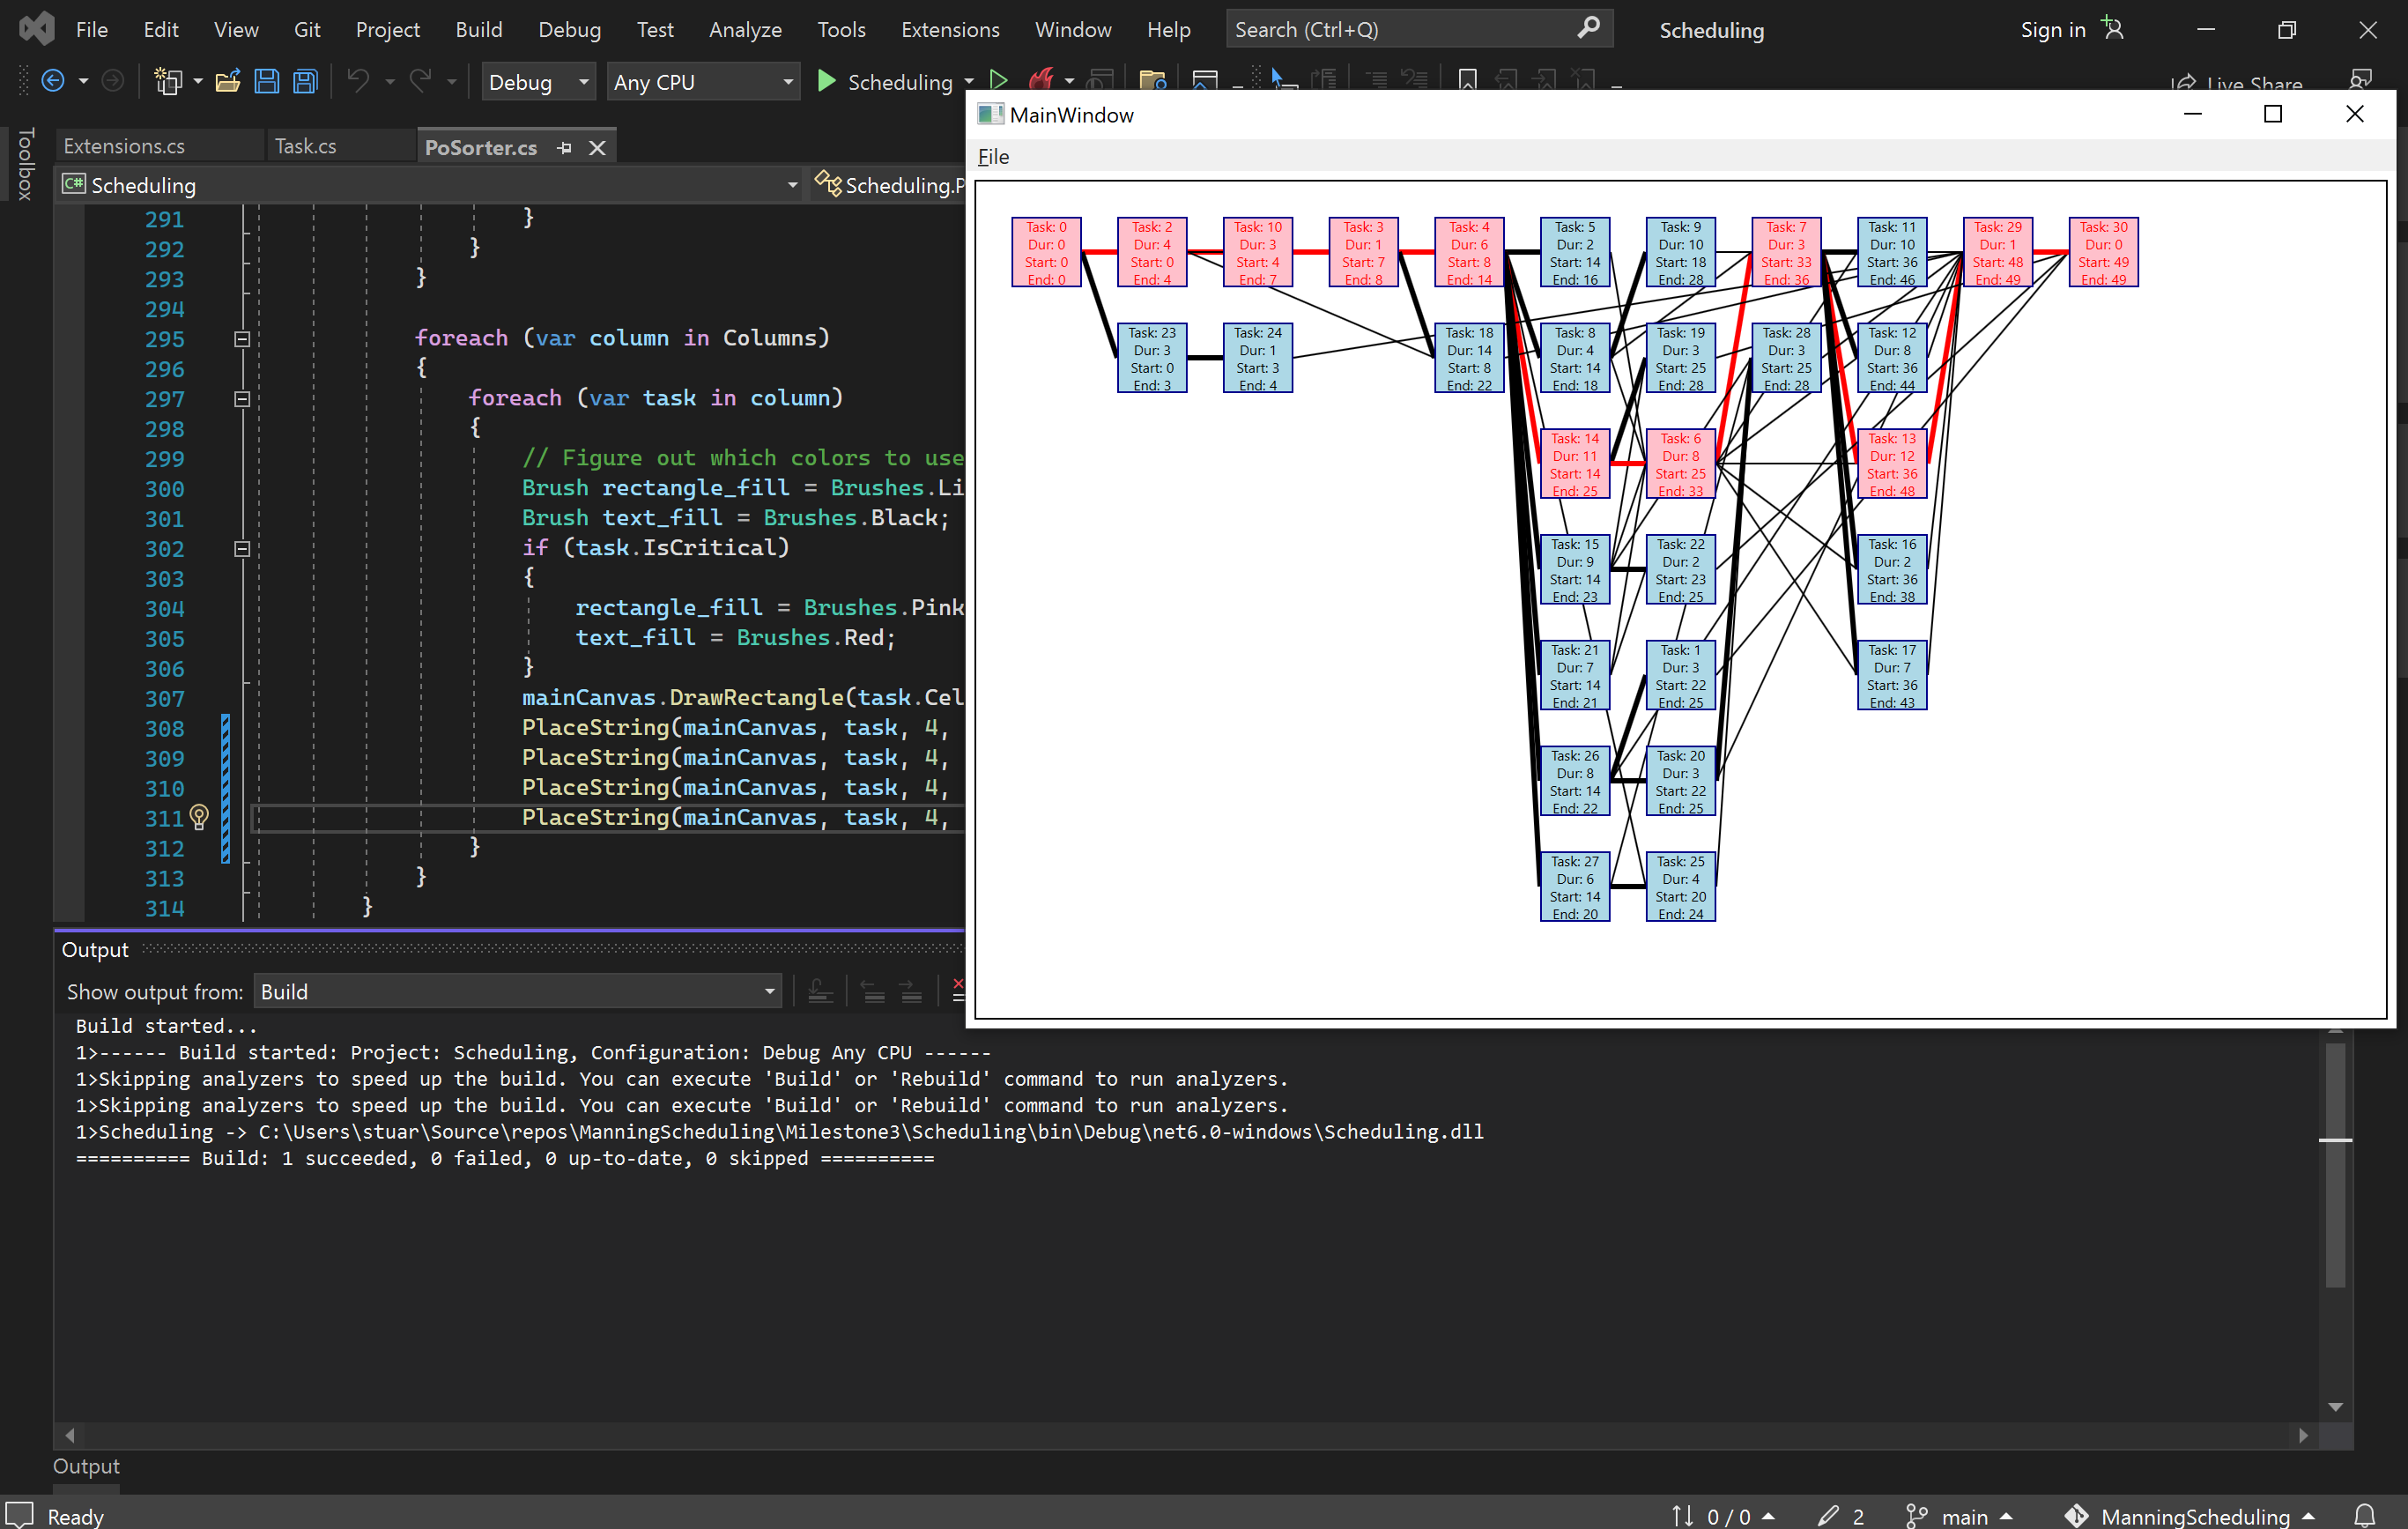 File Edit View Git Project Build Debug Test Analyze Tools Extensions Window Help Search (Ctrl+Q) Scheduling Sign in
Debug Any CPU Scheduling Live Share
Toolbox
Extensions.cs Task.cs PoSorter.cs
C# Scheduling Scheduling.P
291 }
292 }
293 }
294
295 foreach (var column in Columns)
296 {
297 foreach (var task in column)
298 {
299 // Figure out which colors to use
300 Brush rectangle_fill = Brushes.Li
301 Brush text_fill = Brushes.Black;
302 if (task.IsCritical)
303 {
304 rectangle_fill = Brushes.Pink
305 text_fill = Brushes.Red;
306 }
307 mainCanvas.DrawRectangle(task.Cel
308 PlaceString(mainCanvas, task, 4,
309 PlaceString(mainCanvas, task, 4,
310 PlaceString(mainCanvas, task, 4,
311 PlaceString(mainCanvas, task, 4,
312 }
313 }
314 }
MainWindow
File
Task: 0
Dur: 0
Start: 0
End: 0
Task: 2
Dur: 4
Start: 0
End: 4
Task: 10
Dur: 3
Start: 4
End: 7
Task: 3
Dur: 1
Start: 7
End: 8
Task: 4
Dur: 6
Start: 8
End: 14
Task: 5
Dur: 2
Start: 14
End: 16
Task: 9
Dur: 10
Start: 18
End: 28
Task: 7
Dur: 3
Start: 33
End: 36
Task: 11
Dur: 10
Start: 36
End: 46
Task: 29
Dur: 1
Start: 48
End: 49
Task: 30
Dur: 0
Start: 49
End: 49
Task: 23
Dur: 3
Start: 0
End: 3
Task: 24
Dur: 1
Start: 3
End: 4
Task: 18
Dur: 14
Start: 8
End: 22
Task: 8
Dur: 4
Start: 14
End: 18
Task: 19
Dur: 3
Start: 25
End: 28
Task: 28
Dur: 3
Start: 25
End: 28
Task: 12
Dur: 8
Start: 36
End: 44
Task: 14
Dur: 11
Start: 14
End: 25
Task: 6
Dur: 8
Start: 25
End: 33
Task: 13
Dur: 12
Start: 36
End: 48
Task: 15
Dur: 9
Start: 14
End: 23
Task: 22
Dur: 2
Start: 23
End: 25
Task: 16
Dur: 2
Start: 36
End: 38
Task: 21
Dur: 7
Start: 14
End: 21
Task: 1
Dur: 3
Start: 22
End: 25
Task: 17
Dur: 7
Start: 36
End: 43
Task: 26
Dur: 8
Start: 14
End: 22
Task: 20
Dur: 3
Start: 22
End: 25
Task: 27
Dur: 6
Start: 14
End: 20
Task: 25
Dur: 4
Start: 20
End: 24
Output
Show output from: Build
Build started...
1>------ Build started: Project: Scheduling, Configuration: Debug Any CPU ------
1>Skipping analyzers to speed up the build. You can execute 'Build' or 'Rebuild' command to run analyzers.
1>Skipping analyzers to speed up the build. You can execute 'Build' or 'Rebuild' command to run analyzers.
1>Scheduling -> C:\Users\stuar\Source\repos\ManningScheduling\Milestone3\Scheduling\bin\Debug\net6.0-windows\Scheduling.dll
========== Build: 1 succeeded, 0 failed, 0 up-to-date, 0 skipped ==========
Output
Ready 0 / 0 2 main ManningScheduling